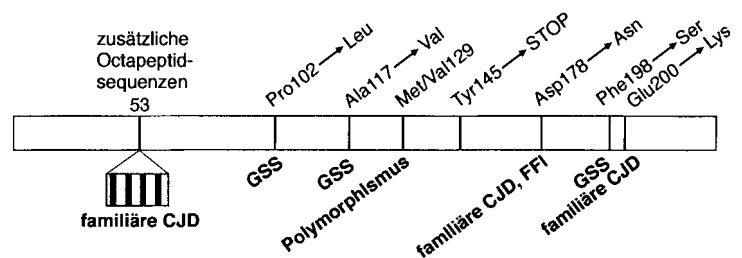 zusätzliche
Octapeptid-
sequenzen
53
Pro102→Leu
Ala117→Val
Met/Val129
Tyr145→STOP
Asp178→Asn
Phe198→Ser
Glu200→Lys
familiäre CJD
GSS
GSS
Polymorphismus
familiäre CJD, FFI
GSS
familiäre CJD